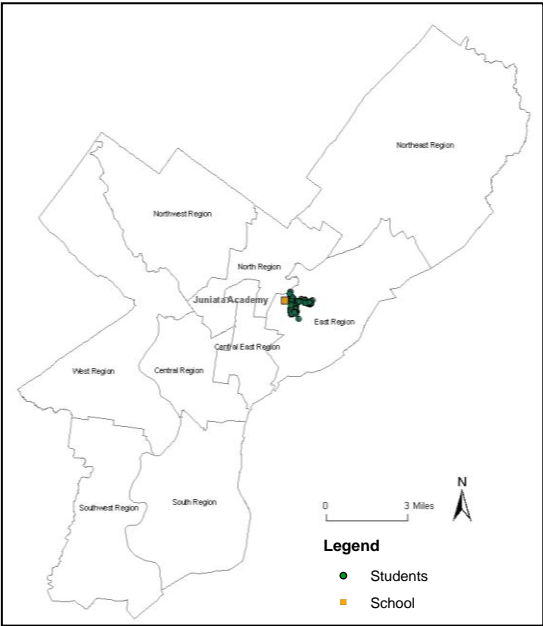 Northeast Region
Northwest Region
North Region
Juniata Academy
East Region
Central East Region
West Region
Central Region
Southwest Region
South Region
N
0 3 Miles
Legend
Students
School